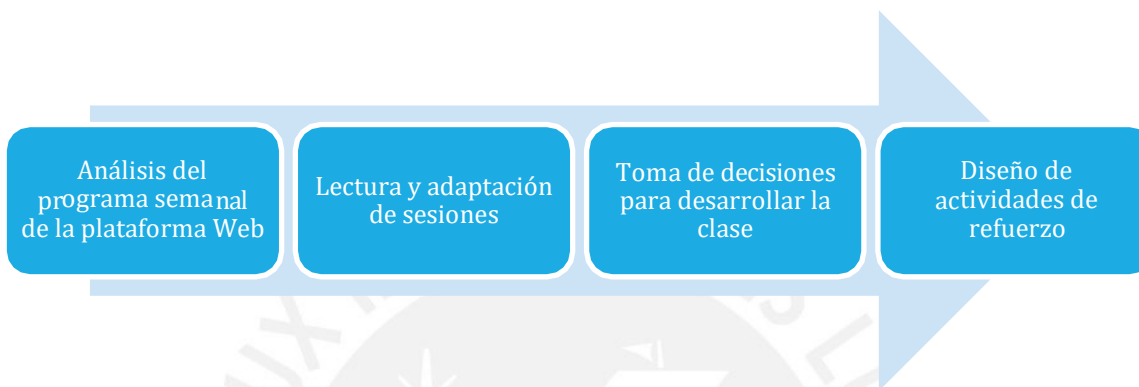 Análisis del
programa semanal
de la plataforma Web
Lectura y adaptación
de sesiones
Toma de decisiones
para desarrollar la
clase
Diseño de
actividades de
refuerzo